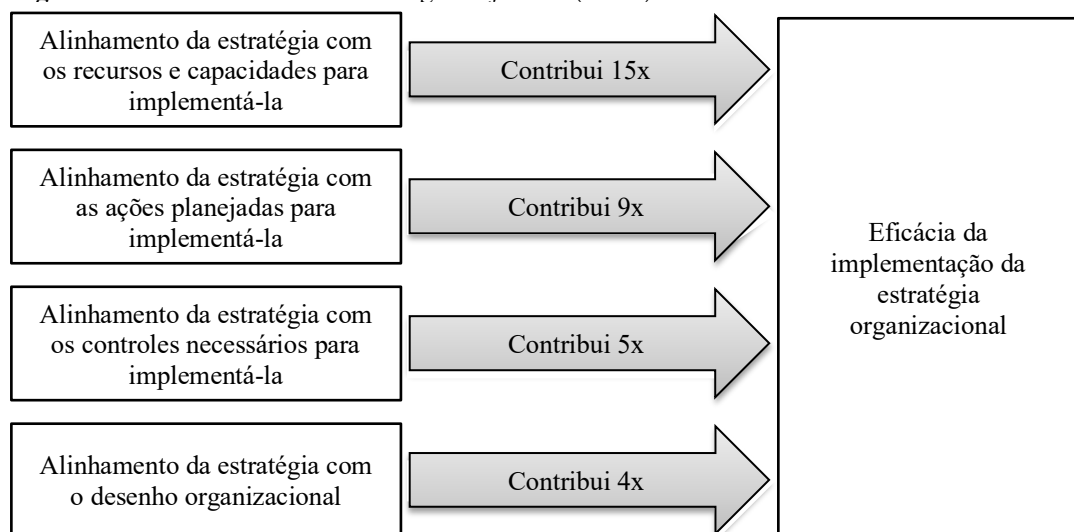 Alinhamento da estratégia com
os recursos e capacidades para
implementá-la
Contribui 15x
Alinhamento da estratégia com
as ações planejadas para
implementá-la
Contribui 9x
Alinhamento da estratégia com
os controles necessários para
implementá-la
Contribui 5x
Alinhamento da estratégia com
o desenho organizacional
Contribui 4x
Eficácia da
implementação da
estratégia
organizacional